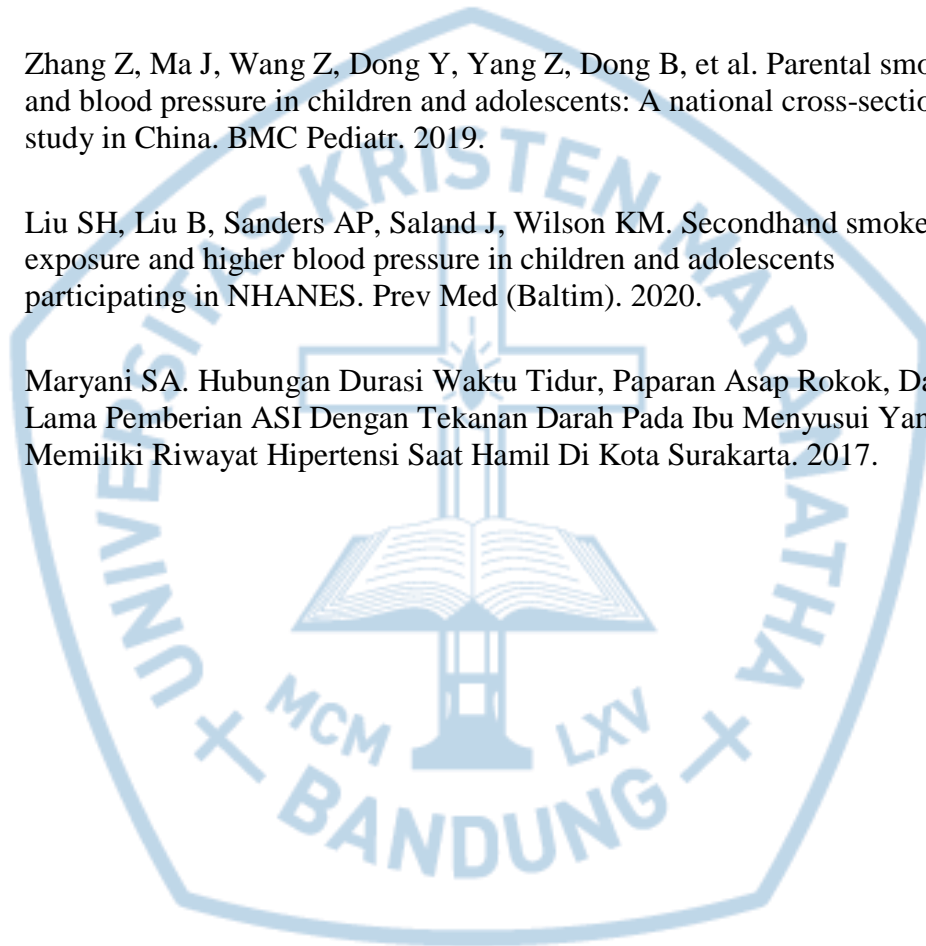 Zhang Z, Ma J, Wang Z, Dong Y, Yang Z, Dong B, et al. Parental smo
and blood pressure in children and adolescents: A national cross-sectio
study in China. BMC Pediatr. 2019.
Liu SH, Liu B, Sanders AP, Saland J, Wilson KM. Secondhand smoke
exposure and higher blood pressure in children and adolescents
participating in NHANES. Prev Med (Baltim). 2020.
Maryani SA. Hubungan Durasi Waktu Tidur, Paparan Asap Rokok, Da
Lama Pemberian ASI Dengan Tekanan Darah Pada Ibu Menyusui Yan
Memiliki Riwayat Hipertensi Saat Hamil Di Kota Surakarta. 2017.
UNIVERSITAS KRISTEN MARANATHA
MCM LXV
BANDUNG